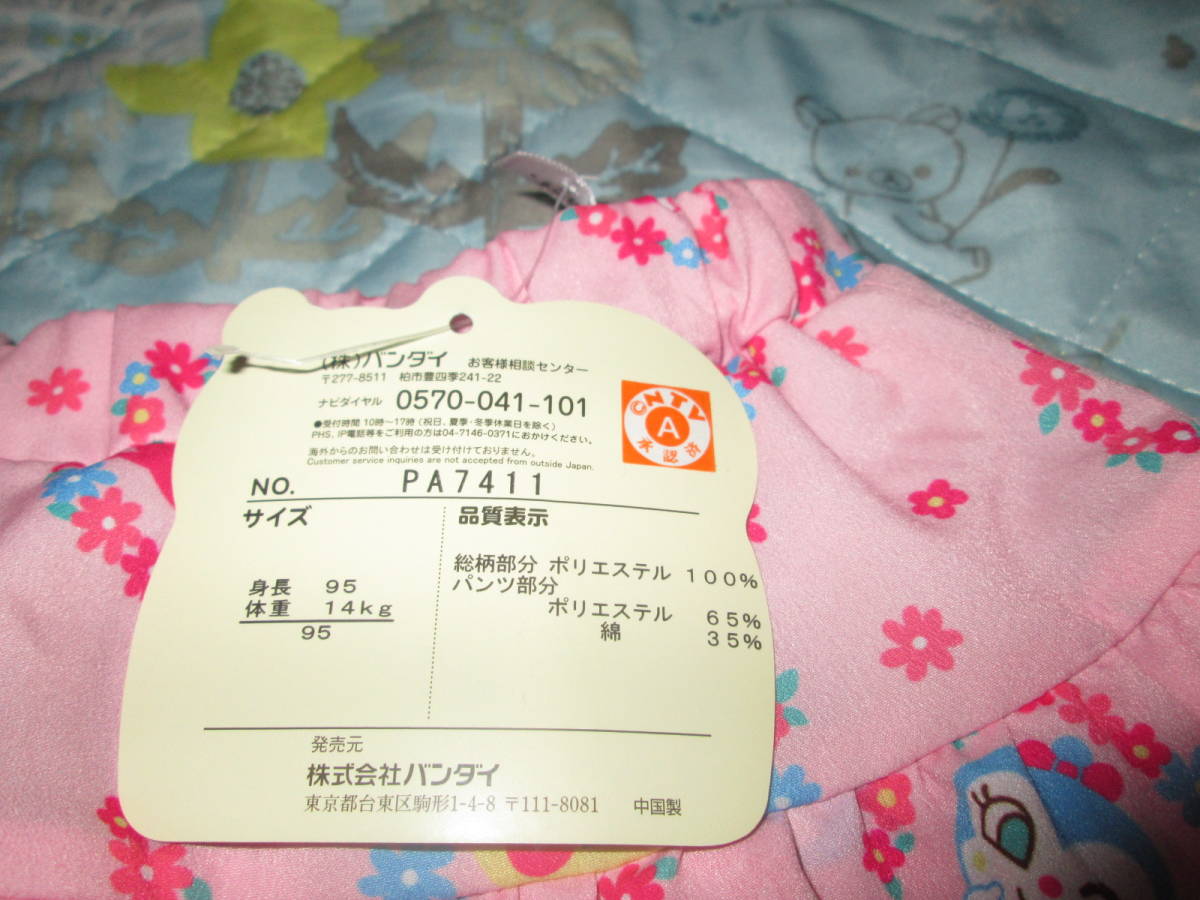 (株)バンダイ お客様相談センター
〒277-8511 柏市豊四季241-22
ナビダイヤル 0570-041-101
●受付時間 10時~17時(祝日、夏季・冬季休業日を除く)
PHS、IP電話等をご利用の方は04-7146-0371におかけください。
海外からのお問い合わせは受け付けておりません。
Customer service inquiries are not accepted from outside Japan.
©NTV
A
承認済
NO. PA7411
サイズ 品質表示
身長 95
体重 14kg
95
総柄部分 ポリエステル 100%
パンツ部分
ポリエステル 65%
綿 35%
発売元
株式会社バンダイ
東京都台東区駒形1-4-8 〒111-8081 中国製